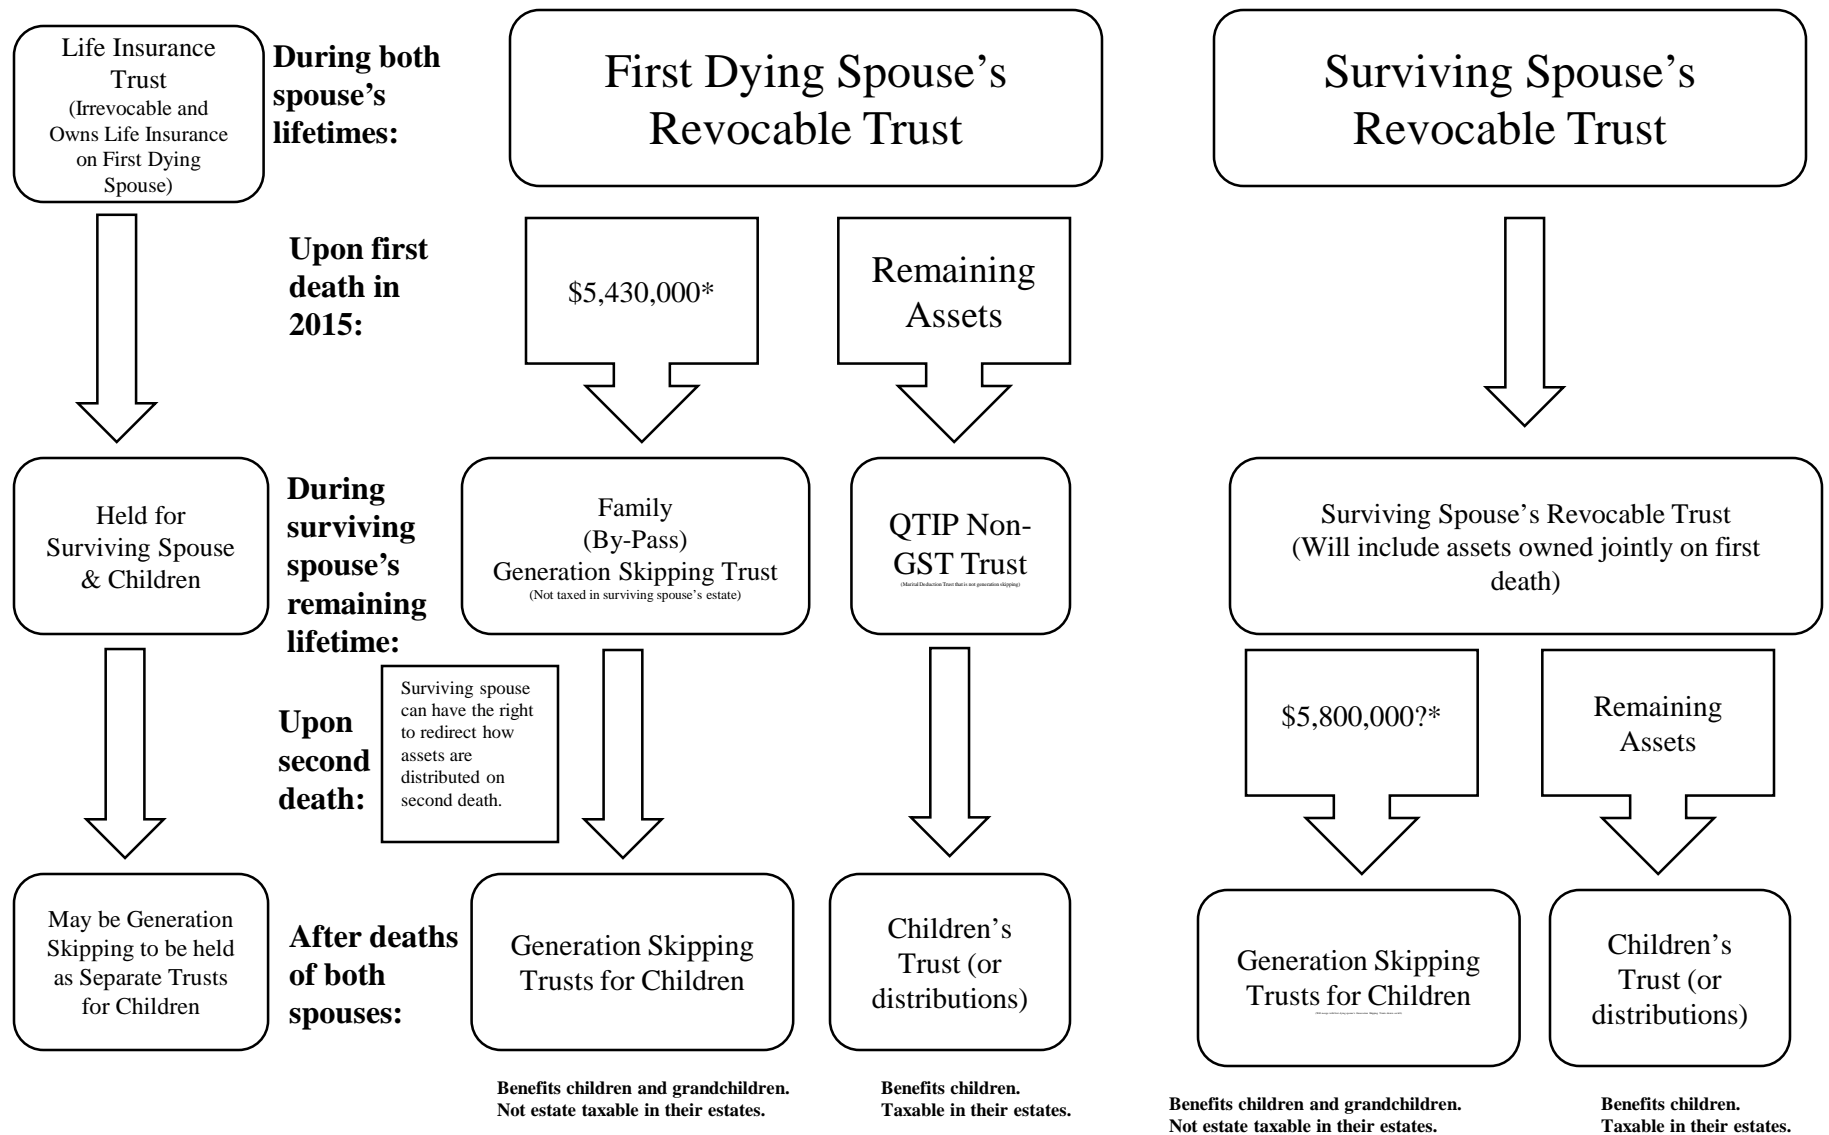 Life Insurance
Trust
(Irrevocable and
Owns Life Insurance
on First Dying
Spouse)
During both
spouse’s
lifetimes:
First Dying Spouse’s
Revocable Trust
Surviving Spouse’s
Revocable Trust
Upon first
death in
2015:
$5,430,000*
Remaining
Assets
Held for
Surviving Spouse
& Children
During
surviving
spouse’s
remaining
lifetime:
Family
(By-Pass)
Generation Skipping Trust
(Not taxed in surviving spouse’s estate)
QTIP Non-
GST Trust
(Marital Deduction Trust that is not generation skipping)
Surviving Spouse’s Revocable Trust
(Will include assets owned jointly on first
death)
Upon
second
death:
Surviving spouse
can have the right
to redirect how
assets are
distributed on
second death.
$5,800,000?*
Remaining
Assets
May be Generation
Skipping to be held
as Separate Trusts
for Children
After deaths
of both
spouses:
Generation Skipping
Trusts for Children
Children’s
Trust (or
distributions)
Generation Skipping
Trusts for Children
Children’s
Trust (or
distributions)
Benefits children and grandchildren.
Not estate taxable in their estates.
Benefits children.
Taxable in their estates.
Benefits children and grandchildren.
Not estate taxable in their estates.
Benefits children.
Taxable in their estates.